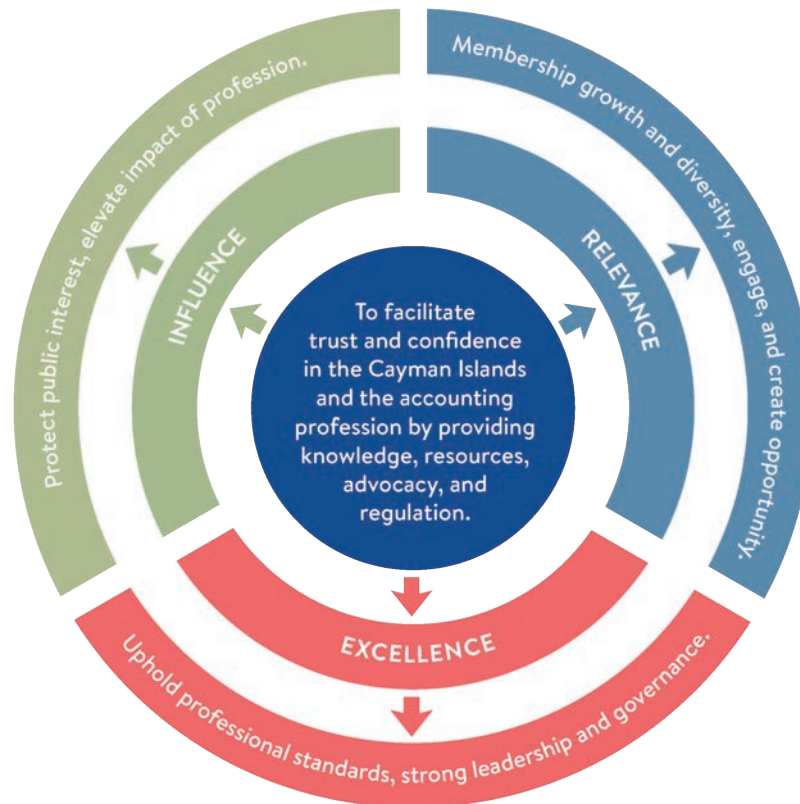 To facilitate
trust and confidence
in the Cayman Islands
and the accounting
profession by providing
knowledge, resources,
advocacy, and
regulation.
INFLUENCE
Protect public interest, elevate impact of profession.
RELEVANCE
Membership growth and diversity, engage, and create opportunity.
EXCELLENCE
Uphold professional standards, strong leadership and governance.